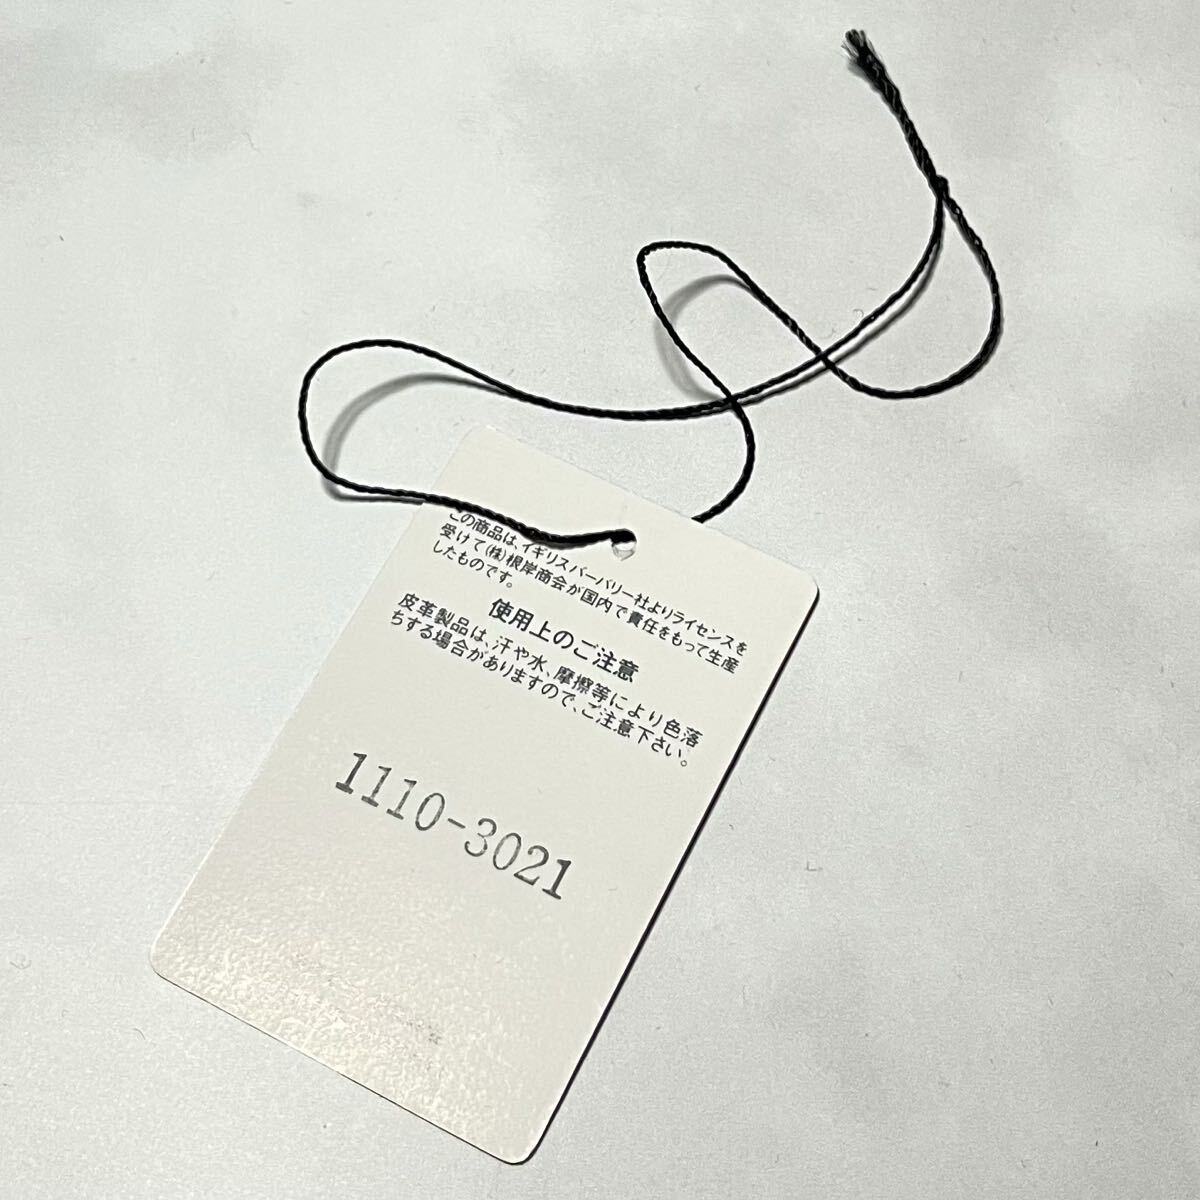 この商品は、イギリスバーバリー社よりライセンスを
受けて(株)根岸商会が国内で責任をもって生産
したものです。
使用上のご注意
皮革製品は、汗や水、摩擦等により色落
ちする場合がありますので、ご注意下さい。
1110-3021